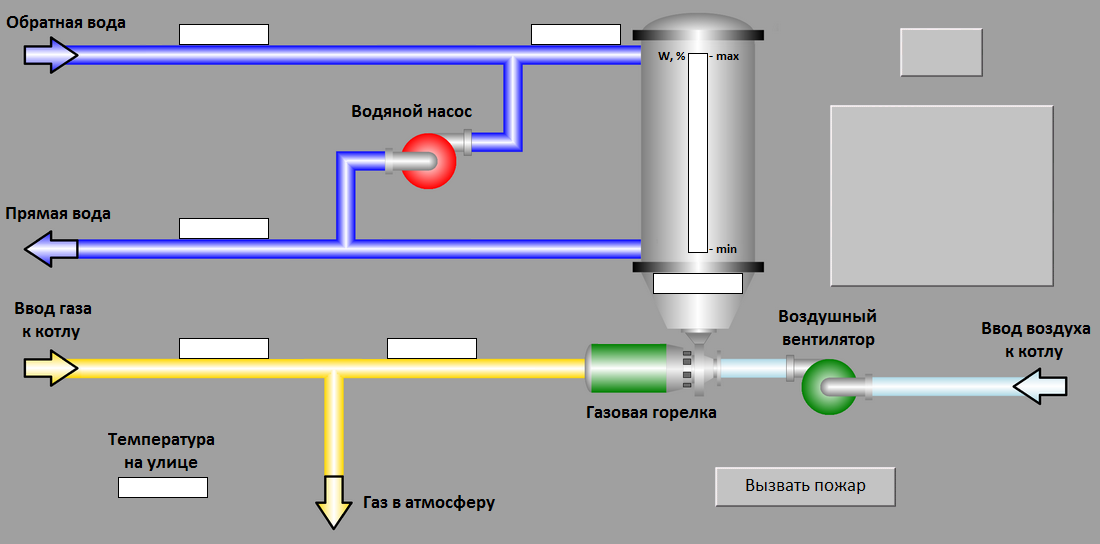 Обратная вода
W, %
- max
Водяной насос
Прямая вода
- min
Ввод газа
к котлу
Воздушный
вентилятор
Ввод воздуха
к котлу
Газовая горелка
Температура
на улице
Газ в атмосферу
Вызвать пожар